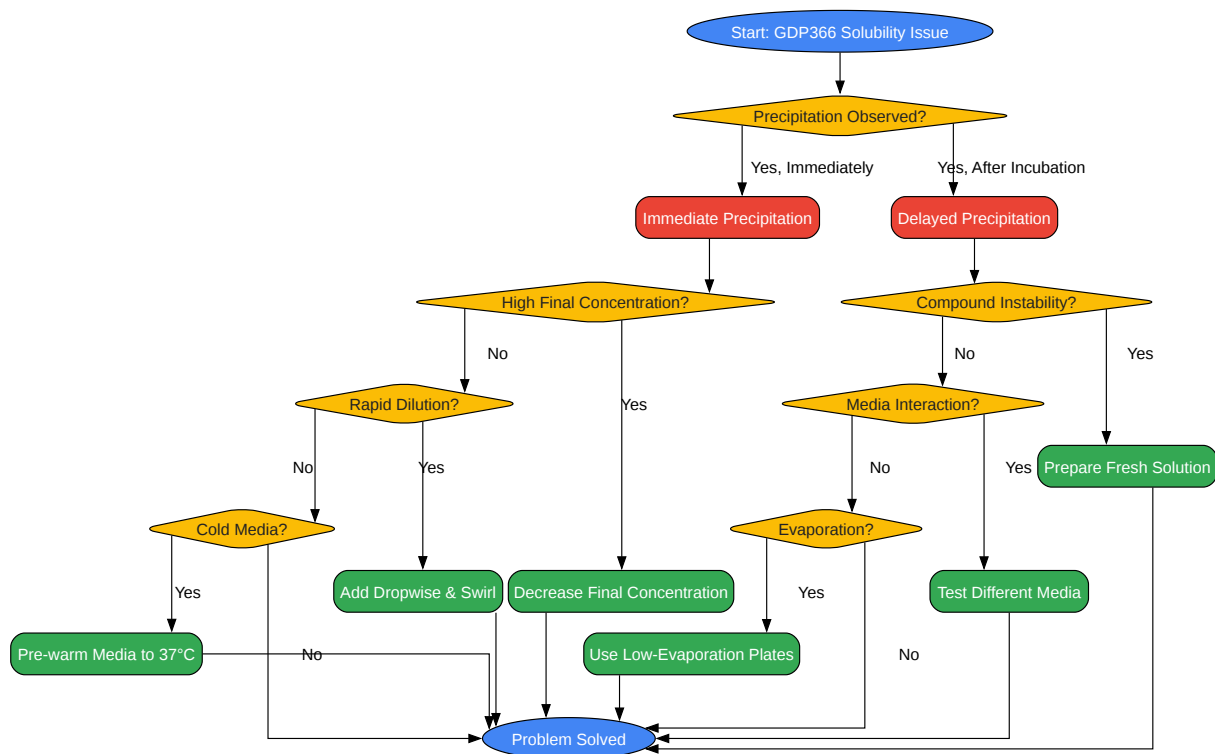 Start: GDP366 Solubility Issue
Precipitation Observed?
Yes, Immediately
Yes, After Incubation
Immediate Precipitation
Delayed Precipitation
High Final Concentration?
Compound Instability?
No
No
Yes
Rapid Dilution?
Yes
Media Interaction?
No
Yes
No
Yes
Prepare Fresh Solution
Cold Media?
Evaporation?
Yes
Add Dropwise & Swirl
Decrease Final Concentration
Yes
Test Different Media
Pre-warm Media to 37°C
No
Use Low-Evaporation Plates
No
Problem Solved